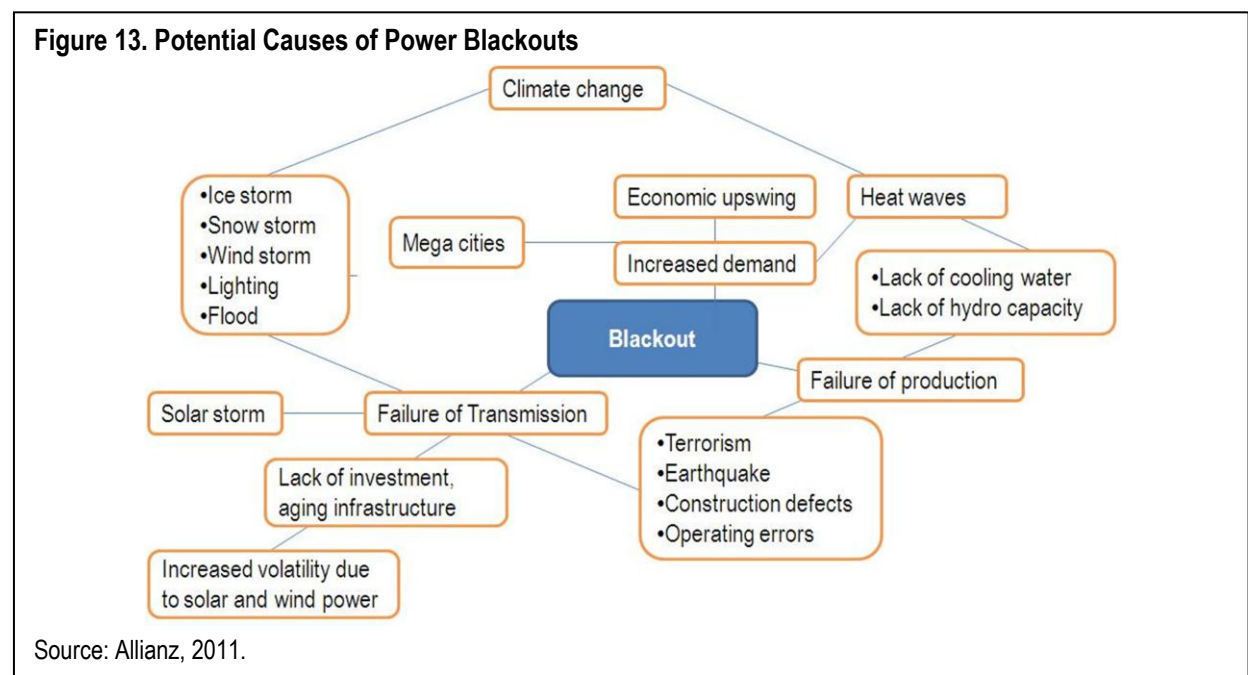 Figure 13. Potential Causes of Power Blackouts
Climate change
•Ice storm
•Snow storm
•Wind storm
•Lighting
•Flood
Mega cities
Economic upswing
Increased demand
Heat waves
•Lack of cooling water
•Lack of hydro capacity
Blackout
Failure of production
Solar storm
Failure of Transmission
•Terrorism
•Earthquake
•Construction defects
•Operating errors
Lack of investment,
aging infrastructure
Increased volatility due
to solar and wind power
Source: Allianz, 2011.